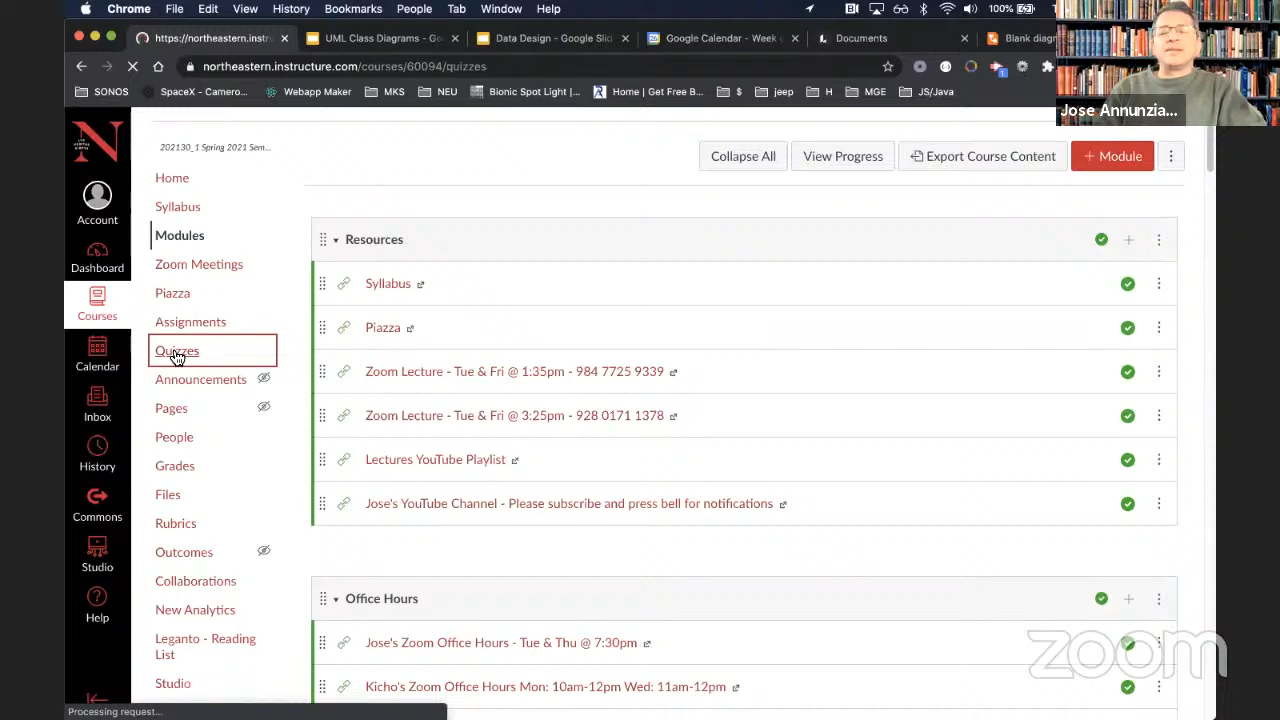 Chrome File Edit View History Bookmarks People Tab Window Help
100%
https://northeastern.instr
UML Class Diagrams - Go
Data Design - Google Slid
Google Calendar - Week
Documents
Blank diag
northeastern.instructure.com/courses/60094/quizzes
SONOS
SpaceX - Camero...
Webapp Maker
MKS
NEU
Bionic Spot Light |...
Home | Get Free B...
$
jeep
H
MGE
JS/Java
Jose Annunzia...
Account
Dashboard
Courses
Calendar
Inbox
History
Commons
Studio
Help
202130_1 Spring 2021 Sem...
Home
Syllabus
Modules
Zoom Meetings
Piazza
Assignments
Quizzes
Announcements
Pages
People
Grades
Files
Rubrics
Outcomes
Collaborations
New Analytics
Leganto - Reading
List
Studio
Collapse All
View Progress
Export Course Content
+ Module
Resources
Syllabus
Piazza
Zoom Lecture - Tue & Fri @ 1:35pm - 984 7725 9339
Zoom Lecture - Tue & Fri @ 3:25pm - 928 0171 1378
Lectures YouTube Playlist
Jose's YouTube Channel - Please subscribe and press bell for notifications
Office Hours
Jose's Zoom Office Hours - Tue & Thu @ 7:30pm
Kicho's Zoom Office Hours Mon: 10am-12pm Wed: 11am-12pm
zoom
Processing request...